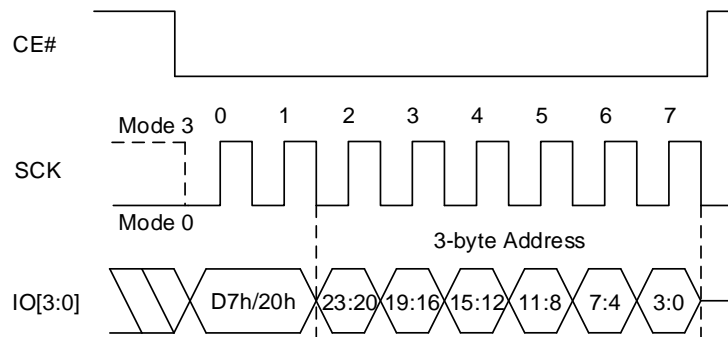 CE#
Mode 3 0 1 2 3 4 5 6 7
SCK
Mode 0
3-byte Address
IO[3:0] D7h/20h 23:20 19:16 15:12 11:8 7:4 3:0